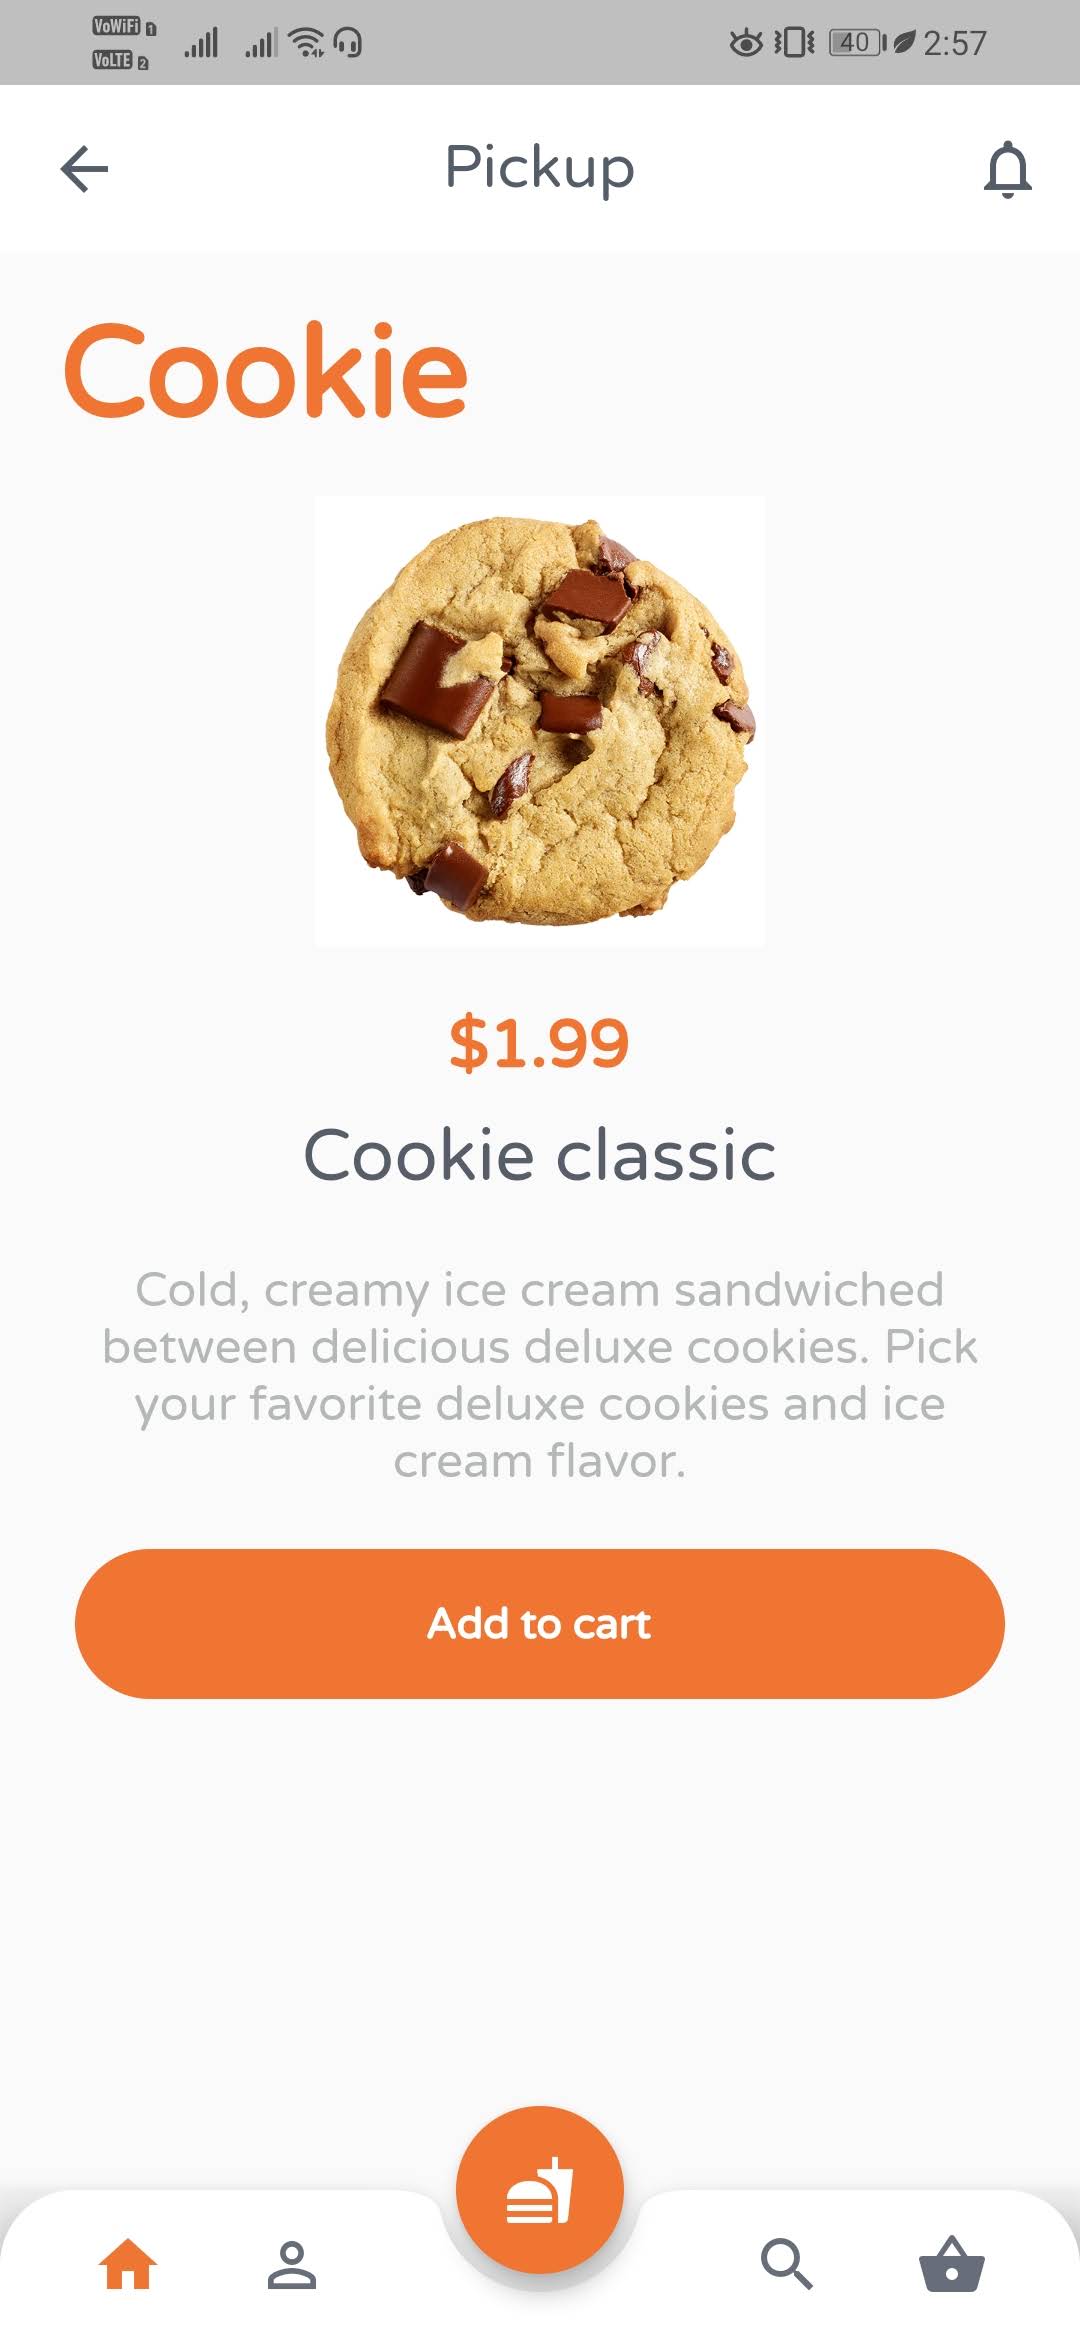 VoWiFi 1
VoLTE 2
40 2:57
Pickup
Cookie
$1.99
Cookie classic
Cold, creamy ice cream sandwiched
between delicious deluxe cookies. Pick
your favorite deluxe cookies and ice
cream flavor.
Add to cart